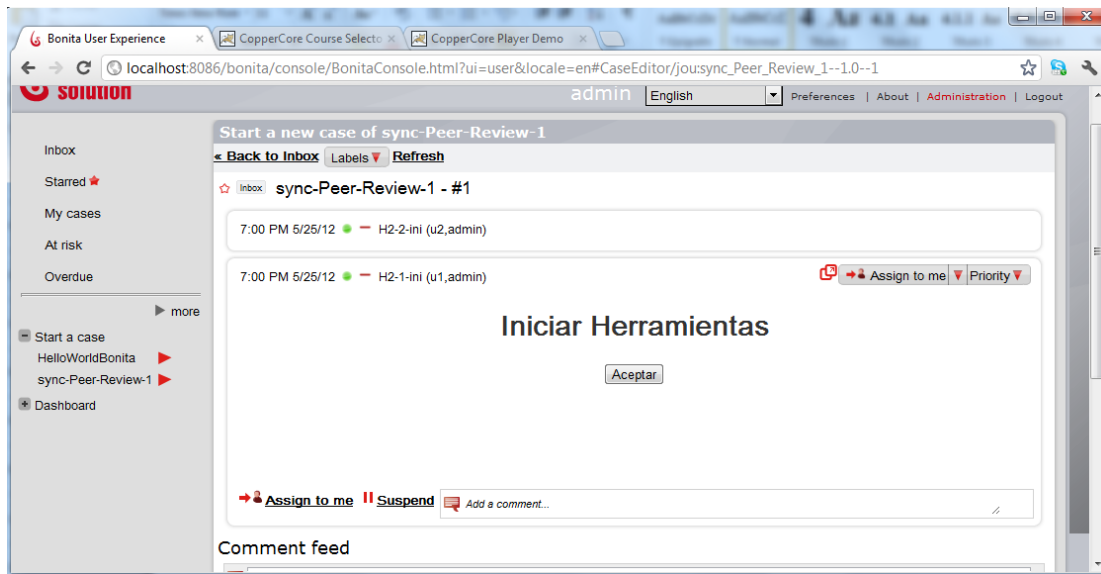 Bonita User Experience
CopperCore Course Selecto
CopperCore Player Demo
localhost:8086/bonita/console/BonitaConsole.html?ui=user&locale=en#CaseEditor/jou:sync_Peer_Review_1--1.0--1
solution
admin English Preferences | About | Administration | Logout
Start a new case of sync-Peer-Review-1
« Back to Inbox Labels Refresh
Inbox sync-Peer-Review-1 - #1
Inbox
Starred
My cases
At risk
Overdue
more
Start a case
HelloWorldBonita
sync-Peer-Review-1
Dashboard
7:00 PM 5/25/12 H2-2-ini (u2,admin)
7:00 PM 5/25/12 H2-1-ini (u1,admin)
Assign to me Priority
Iniciar Herramientas
Aceptar
Assign to me Suspend Add a comment...
Comment feed